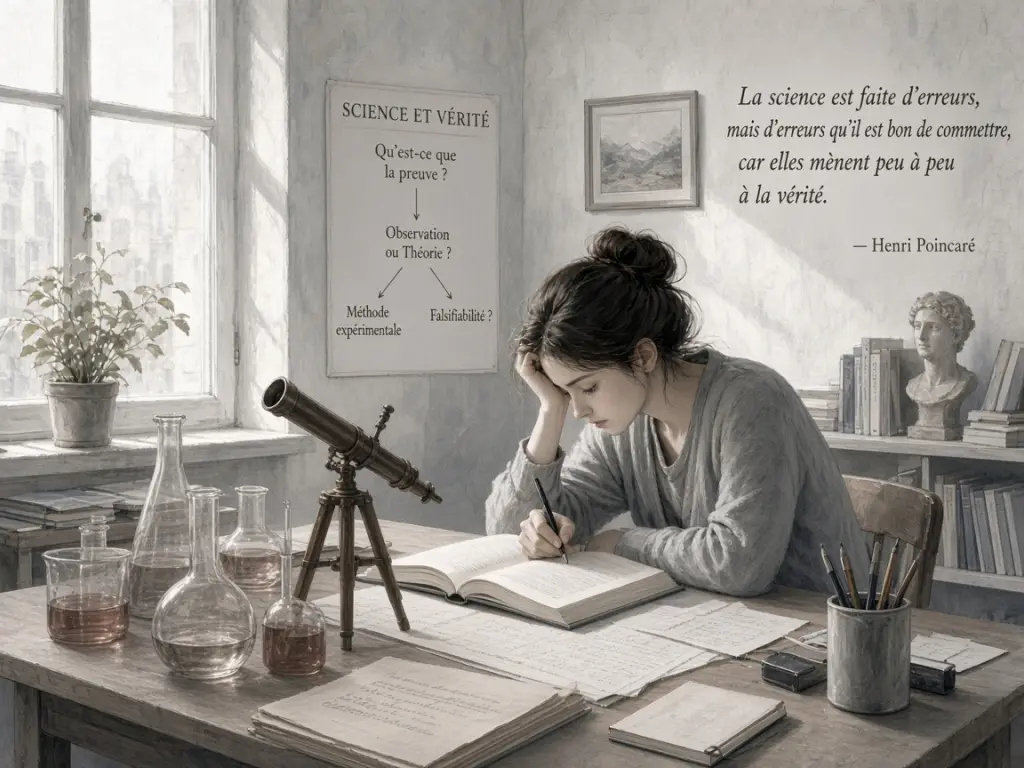 SCIENCE ET VÉRITÉ
Qu'est-ce que
la preuve ?
Observation
ou Théorie ?
Méthode
expérimentale
Falsifiabilité ?
La science est faite d'erreurs,
mais d'erreurs qu'il est bon de commettre,
car elles mènent peu à peu
à la vérité.
— Henri Poincaré